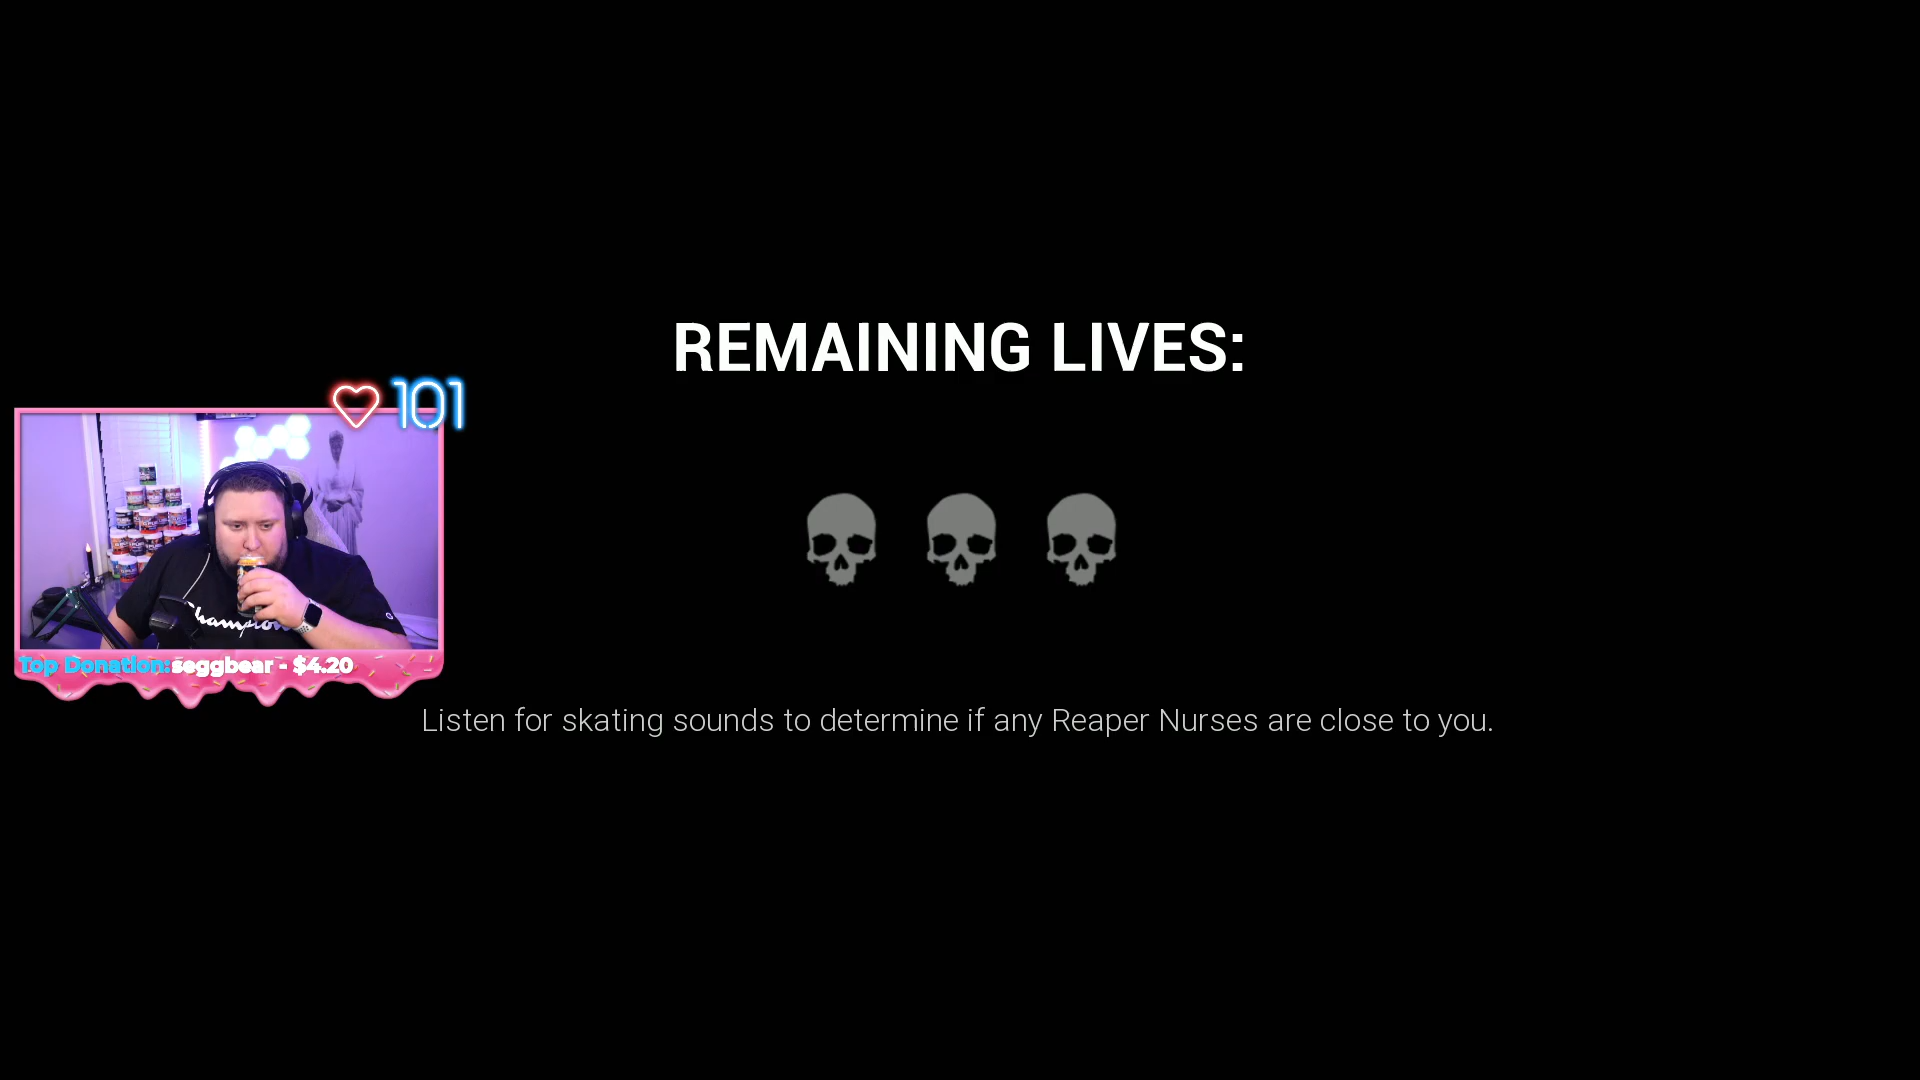 REMAINING LIVES:
101
Champion
Top Donation: seggbear - $4.20
Listen for skating sounds to determine if any Reaper Nurses are close to you.